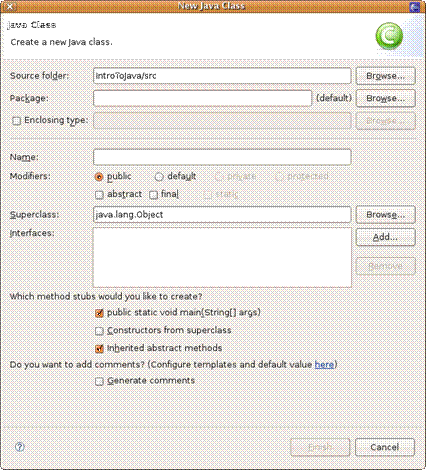 New Java Class
Java Class
Create a new Java class.
Source folder: IntroToJava/src Browse...
Package: (default) Browse...
Enclosing type: Browse...
Name:
Modifiers: public default private protected
abstract final static
Superclass: java.lang.Object Browse...
Interfaces: Add...
Remove
Which method stubs would you like to create?
public static void main(String[] args)
Constructors from superclass
Inherited abstract methods
Do you want to add comments? (Configure templates and default value here)
Generate comments
Finish Cancel